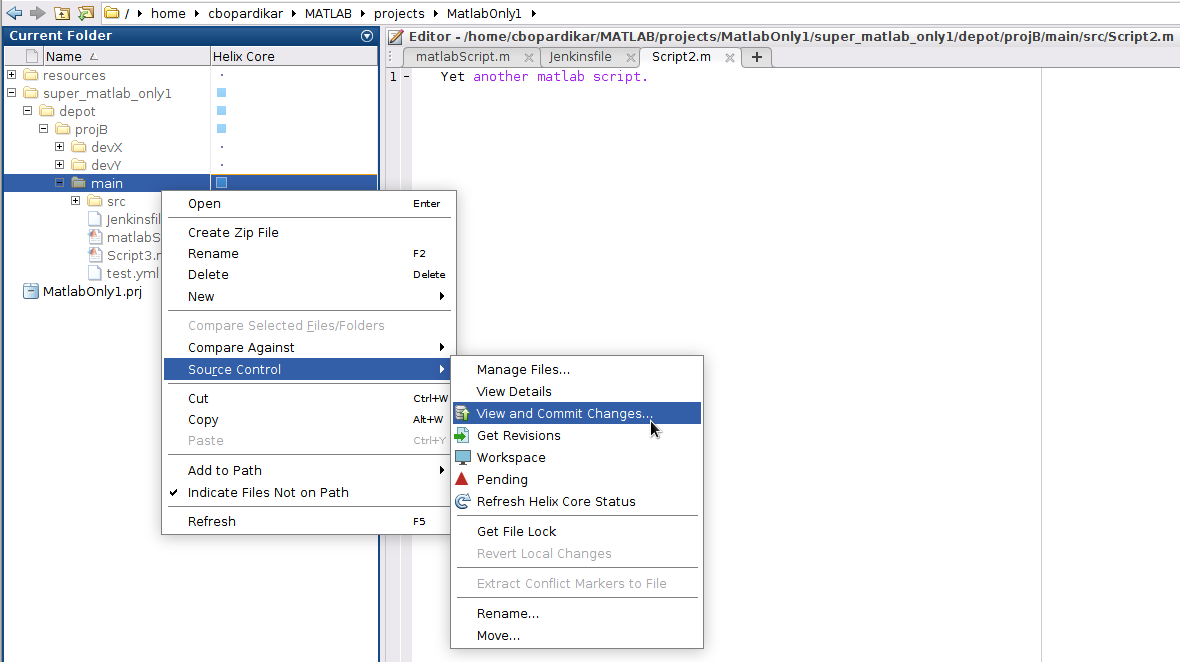 / home cbopardikar MATLAB projects MatlabOnly1
Current Folder
Name Helix Core
resources
super_matlab_only1
depot
projB
devX
devY
main
src
Jenkinsfil
matlabS
Script3.r
test.yml
MatlabOnly1.prj
Editor - /home/cbopardikar/MATLAB/projects/MatlabOnly1/super_matlab_only1/depot/projB/main/src/Script2.m
matlabScript.m Jenkinsfile Script2.m +
1 - Yet another matlab script.
Open Enter
Create Zip File
Rename F2
Delete Delete
New
Compare Selected Files/Folders
Compare Against
Source Control
Cut Ctrl+W
Copy Alt+W
Paste Ctrl+Y
Add to Path
Indicate Files Not on Path
Refresh F5
Manage Files...
View Details
View and Commit Changes...
Get Revisions
Workspace
Pending
Refresh Helix Core Status
Get File Lock
Revert Local Changes
Extract Conflict Markers to File
Rename...
Move...